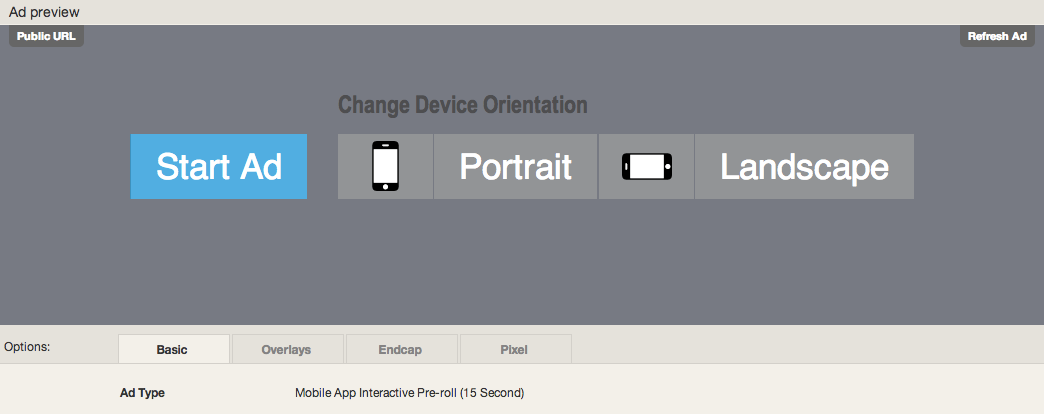 Ad preview
Public URL
Refresh Ad
Change Device Orientation
Start Ad
Portrait
Landscape
Options:
Basic
Overlays
Endcap
Pixel
Ad Type
Mobile App Interactive Pre-roll (15 Second)